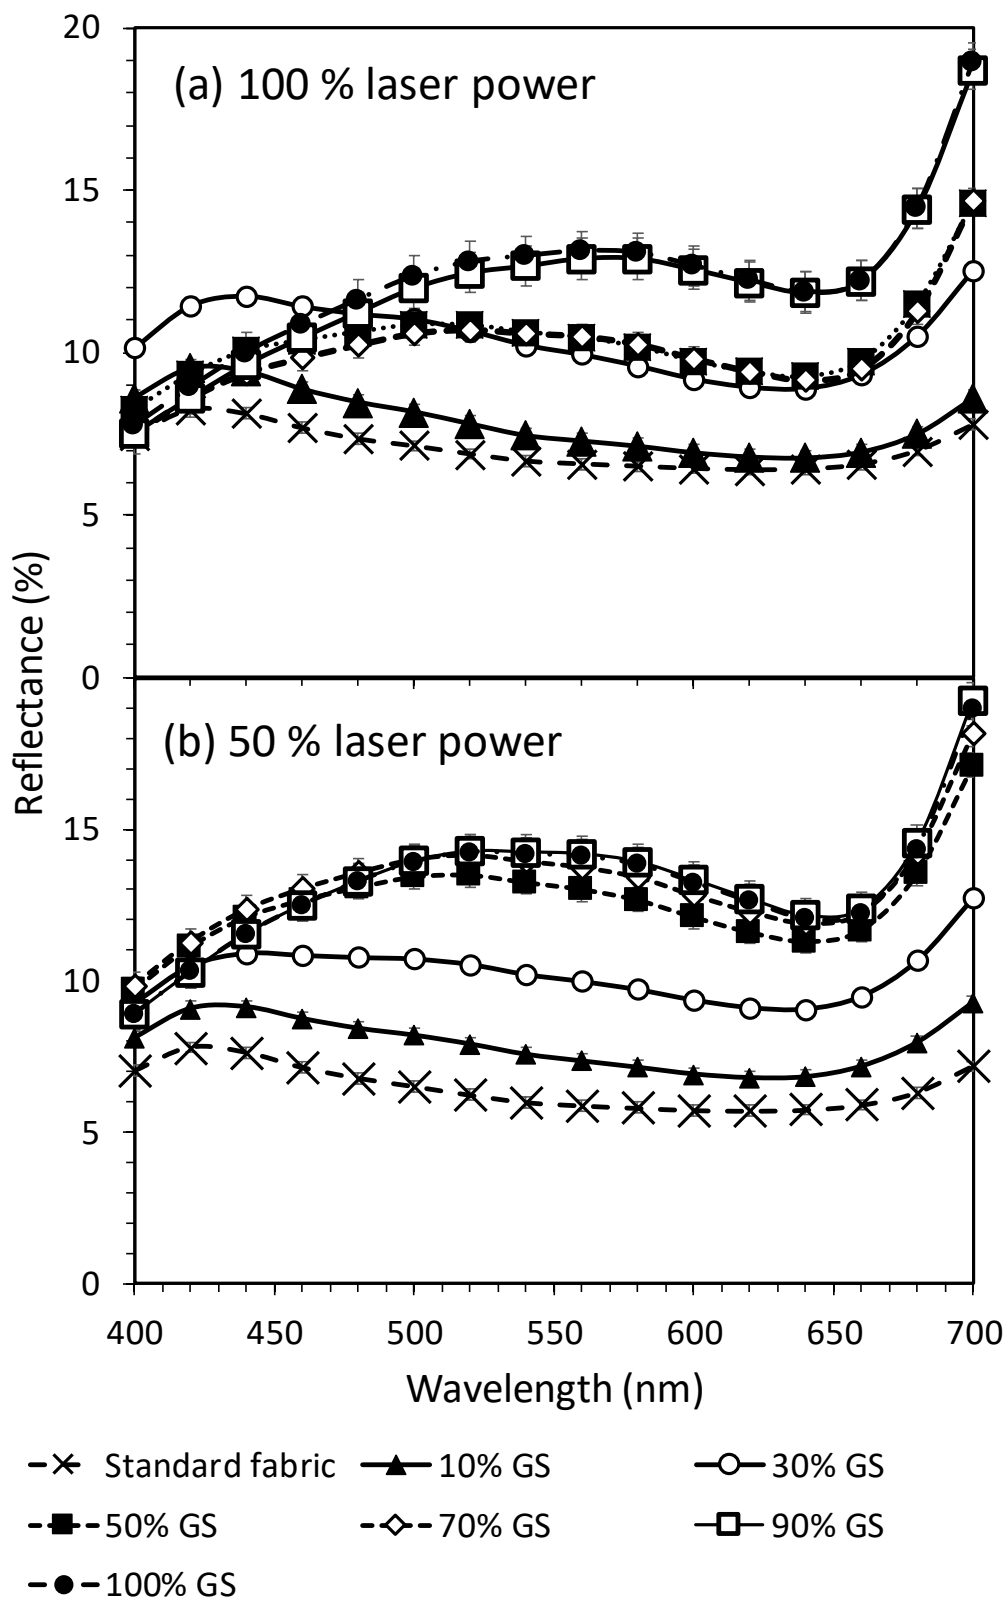 20
(a) 100 % laser power
15
10
5
0
Reflectance (%)
(b) 50 % laser power
15
10
5
0
400 450 500 550 600 650 700
Wavelength (nm)
Standard fabric 10% GS 30% GS
50% GS 70% GS 90% GS
100% GS